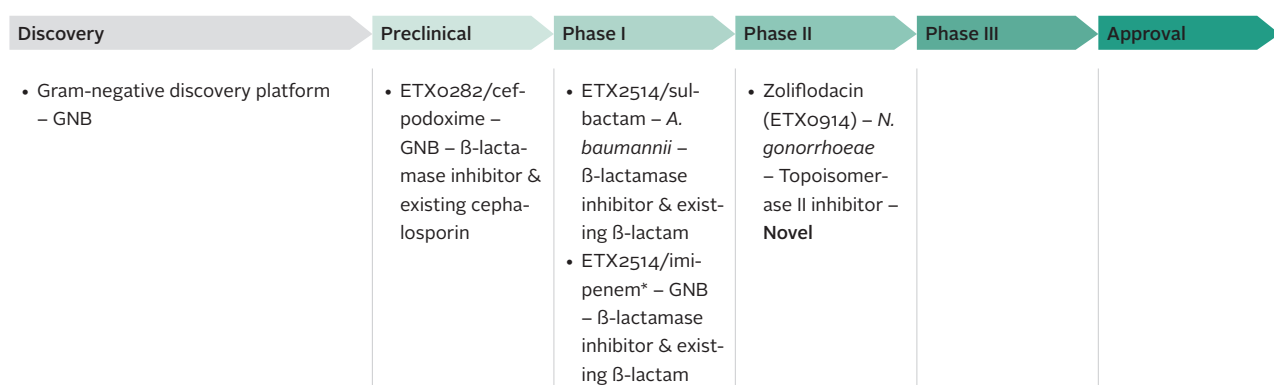 Discovery
Preclinical
Phase I
Phase II
Phase III
Approval
• Gram-negative discovery platform
– GNB
• ETX0282/cef-
podoxime –
GNB – ß-lacta-
mase inhibitor &
existing cepha-
losporin
• ETX2514/sul-
bactam – A.
baumannii –
ß-lactamase
inhibitor & exist-
ing ß-lactam
• ETX2514/imi-
penem* – GNB
– ß-lactamase
inhibitor & exist-
ing ß-lactam
• Zoliflodacin
(ETX0914) – N.
gonorrhoeae
– Topoisomer-
ase II inhibitor –
Novel